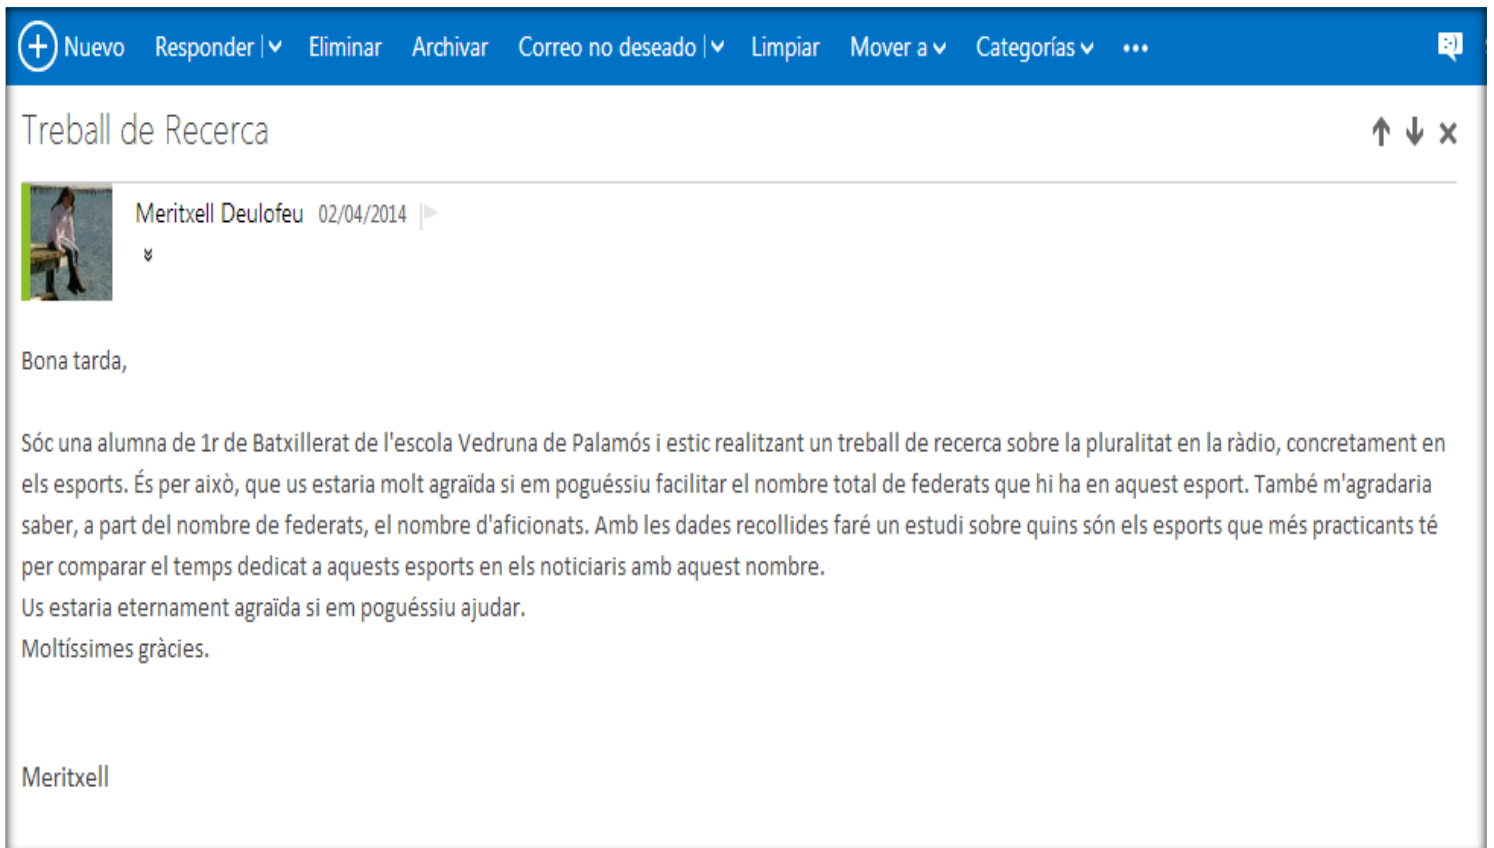 Nuevo Responder Eliminar Archivar Correo no deseado Limpiar Mover a Categorías •••
Treball de Recerca
Meritxell Deulofeu 02/04/2014
Bona tarda,
Sóc una alumna de 1r de Batxillerat de l'escola Vedruna de Palamós i estic realitzant un treball de recerca sobre la pluralitat en la ràdio, concretament en
els esports. És per això, que us estaria molt agraïda si em poguéssiu facilitar el nombre total de federats que hi ha en aquest esport. També m'agradaria
saber, a part del nombre de federats, el nombre d'aficionats. Amb les dades recollides faré un estudi sobre quins són els esports que més practicants té
per comparar el temps dedicat a aquests esports en els noticiaris amb aquest nombre.
Us estaria eternament agraïda si em poguéssiu ajudar.
Moltíssimes gràcies.
Meritxell